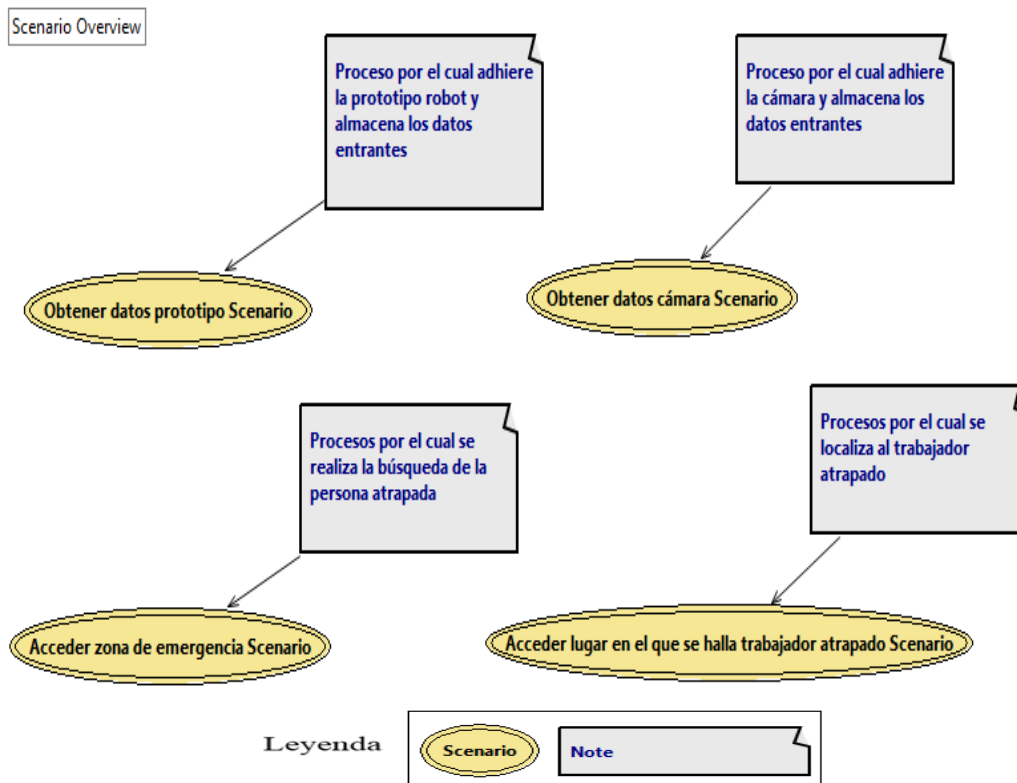 Scenario Overview
Proceso por el cual adhiere
la prototipo robot y
almacena los datos
entrantes
Proceso por el cual adhiere
la cámara y almacena los
datos entrantes
Obtener datos prototipo Scenario
Obtener datos cámara Scenario
Procesos por el cual se
realiza la búsqueda de la
persona atrapada
Procesos por el cual se
localiza al trabajador
atrapado
Acceder zona de emergencia Scenario
Acceder lugar en el que se halla trabajador atrapado Scenario
Leyenda
Scenario
Note